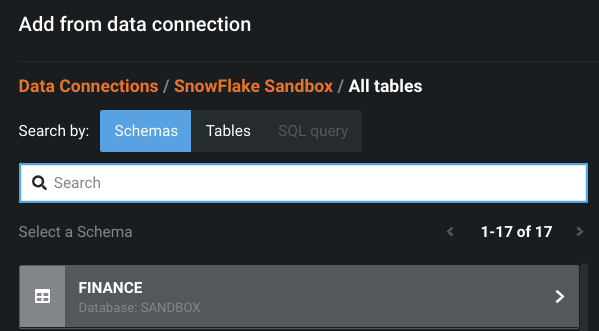 Add from data connection
Data Connections / SnowFlake Sandbox / All tables
Search by: Schemas Tables SQL query
Search
Select a Schema 1-17 of 17
FINANCE
Database: SANDBOX